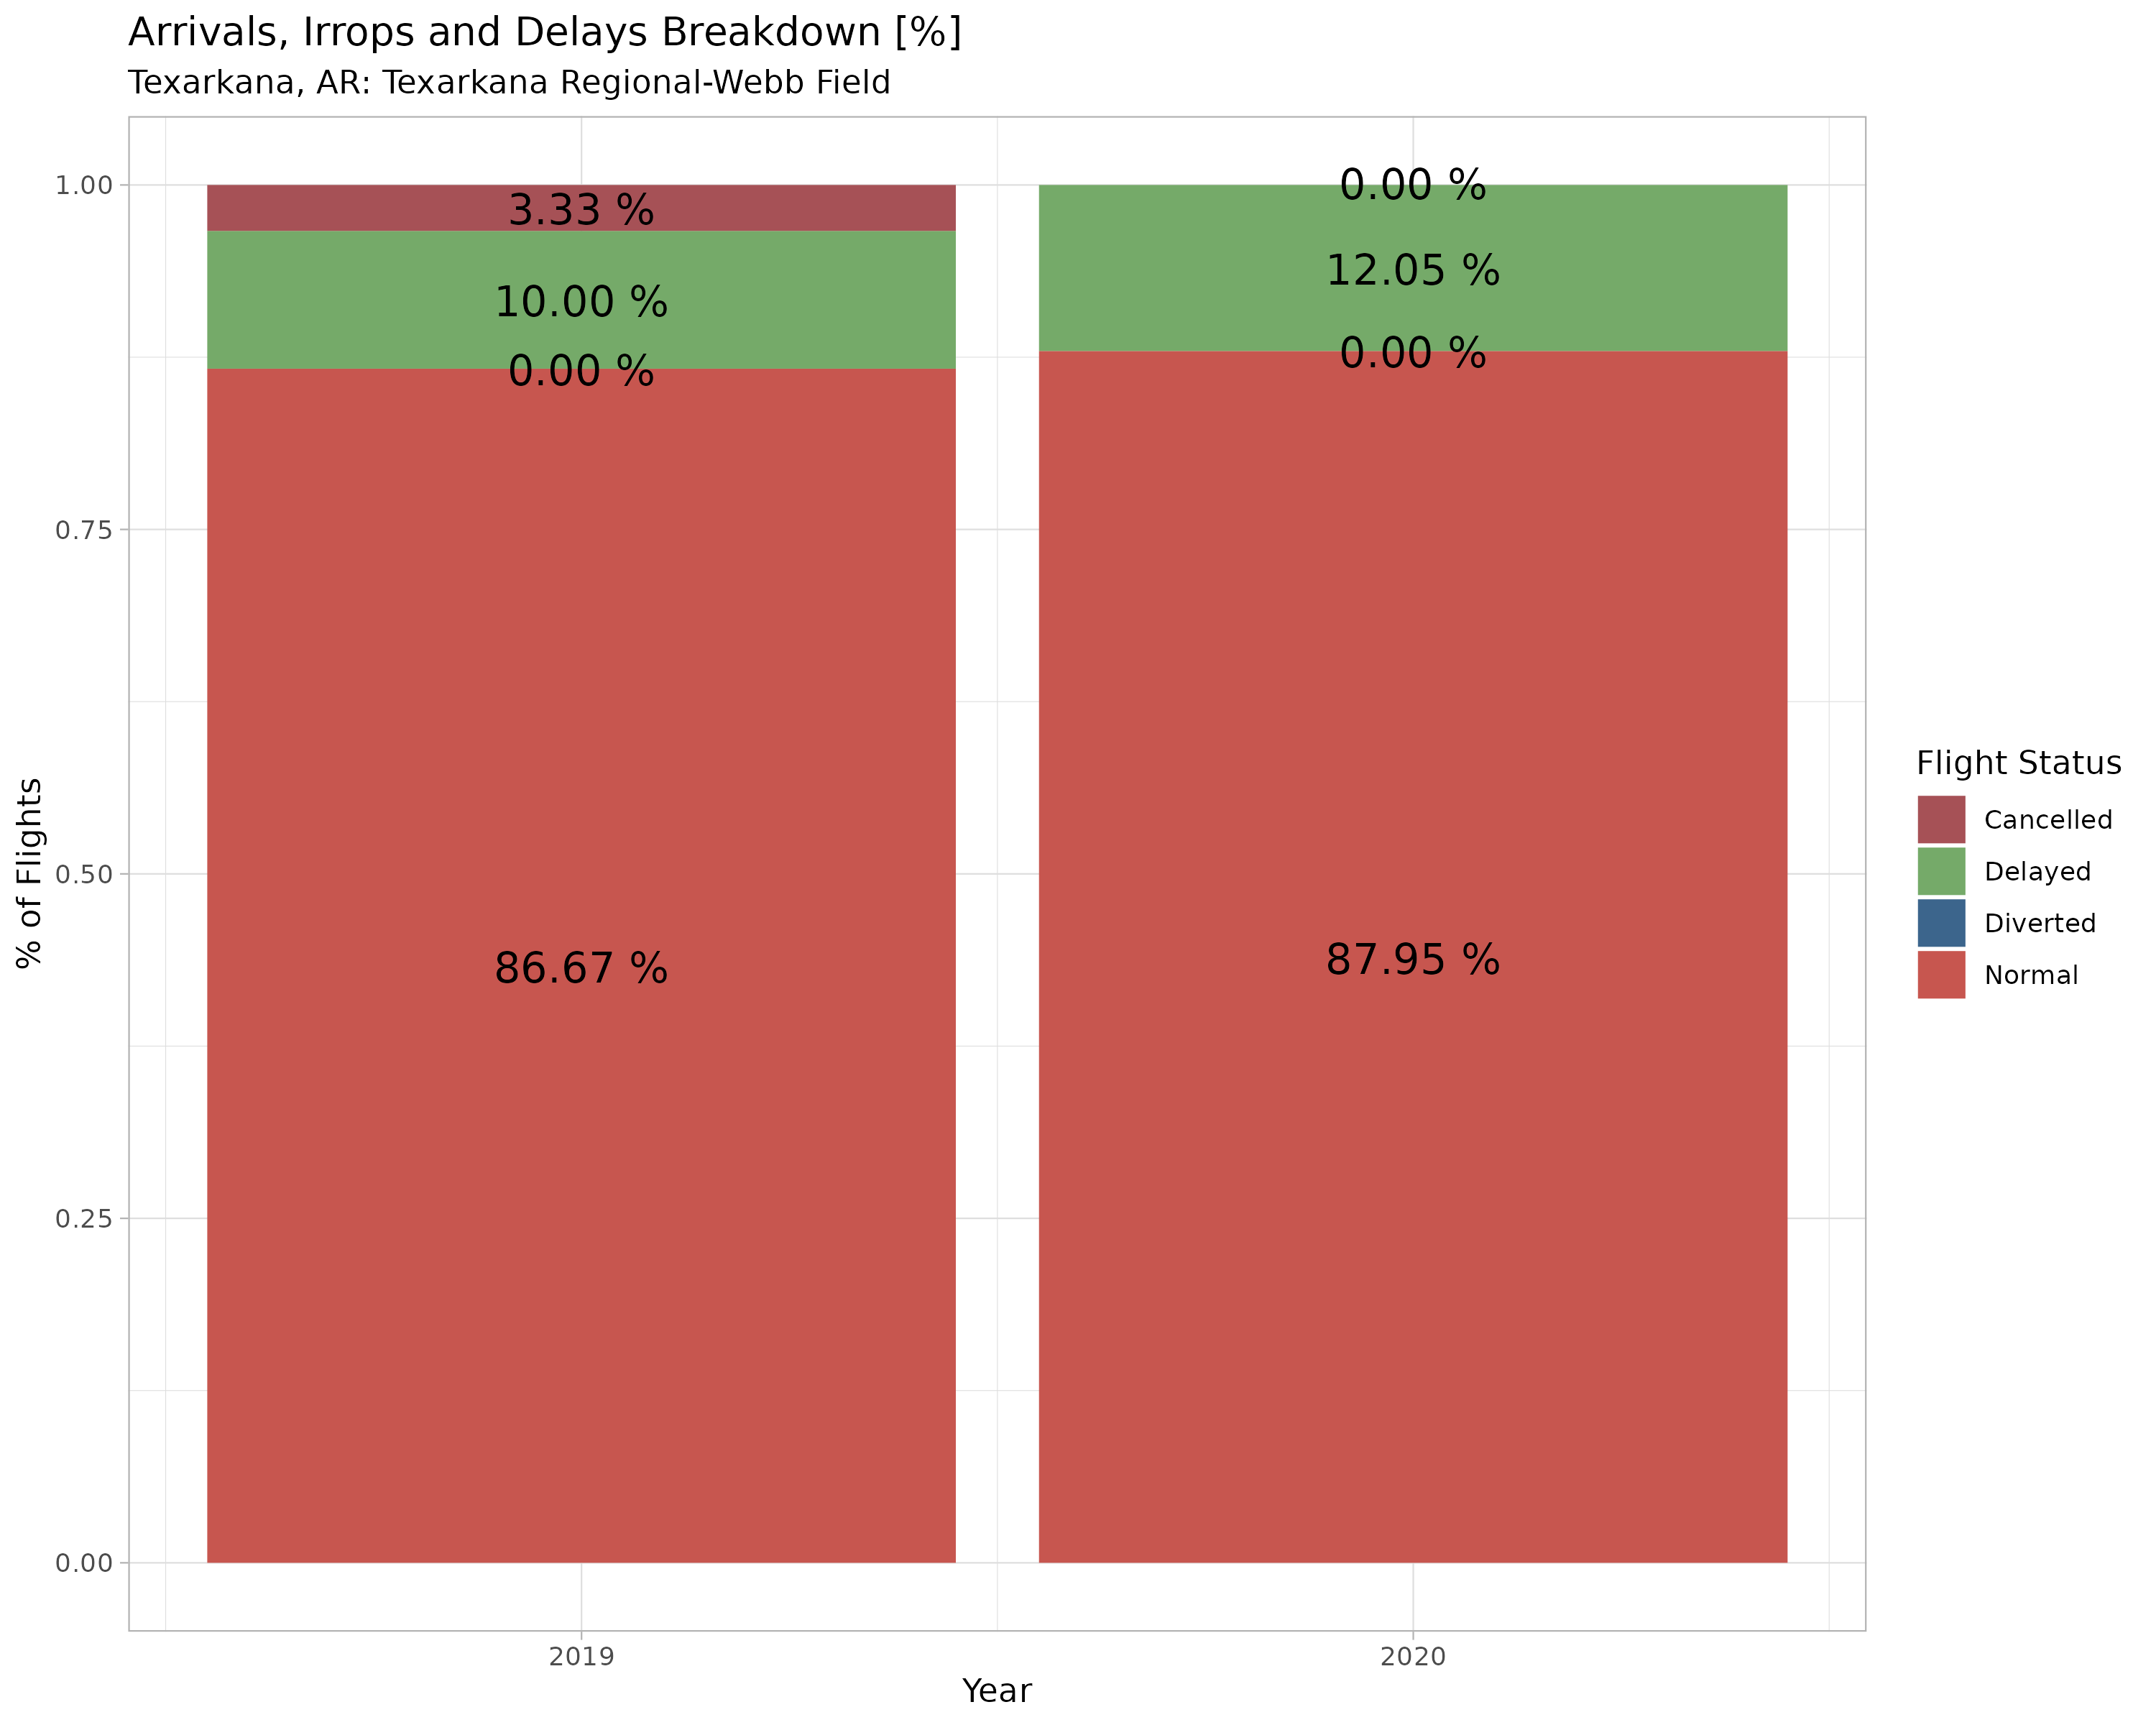 Arrivals, Irrops and Delays Breakdown [%]
Texarkana, AR: Texarkana Regional-Webb Field
% of Flights
1.00
0.75
0.50
0.25
0.00
3.33 %
10.00 %
0.00 %
86.67 %
0.00 %
12.05 %
0.00 %
87.95 %
2019
2020
Year
Flight Status
Cancelled
Delayed
Diverted
Normal